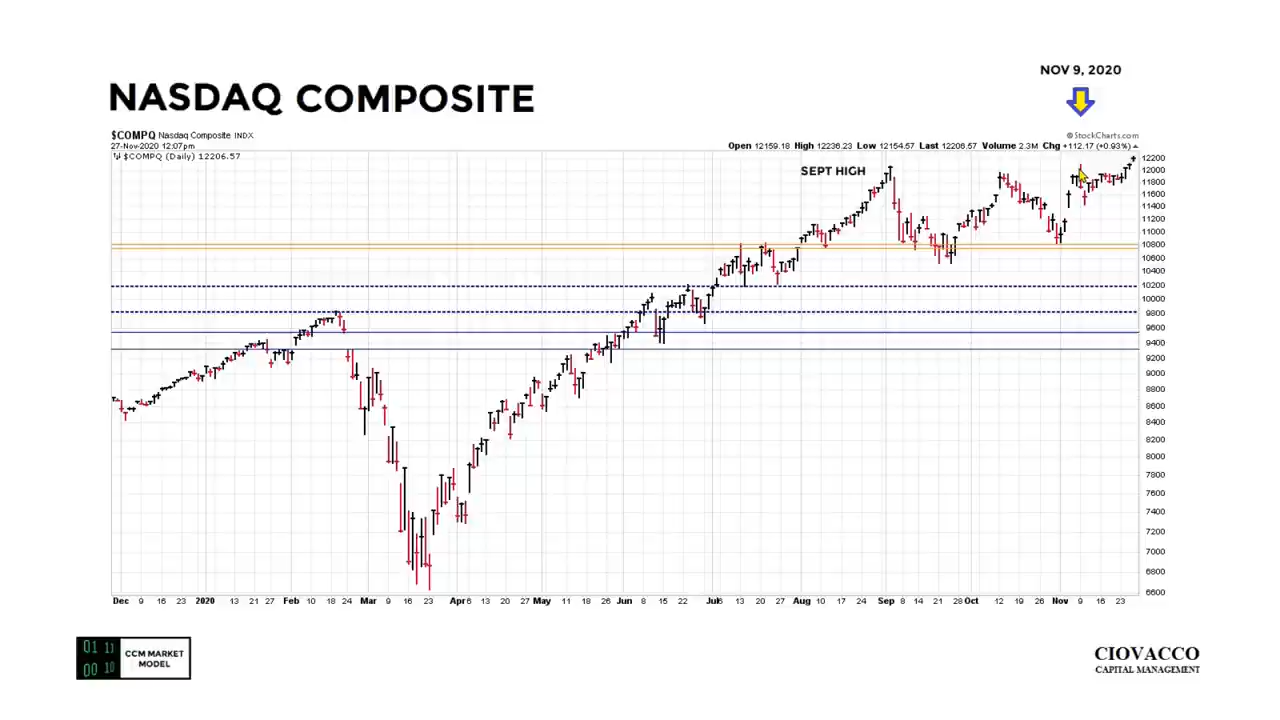 NOV 9, 2020
NASDAQ COMPOSITE
$COMPQ Nasdaq Composite INDX
© StockCharts.com
27-Nov-2020 12:07pm
Open 12159.18 High 12236.23 Low 12154.57 Last 12206.57 Volume 2.3M Chg +112.17 (+0.93%)
$COMPQ (Daily) 12206.57
SEPT HIGH
12200
12000
11800
11600
11400
11200
11000
10800
10600
10400
10200
10000
9800
9600
9400
9200
9000
8800
8600
8400
8200
8000
7800
7600
7400
7200
7000
6800
6600
Dec 9 16 23 2020 13 21 27 Feb 10 18 24 Mar 9 16 23 Apr 6 13 20 27 May 11 18 26 Jun 8 15 22 Jul 6 13 20 27 Aug 10 17 24 Sep 8 14 21 28 Oct 12 19 26 Nov 9 16 23
CCM MARKET
MODEL
CIOVACCO
CAPITAL MANAGEMENT